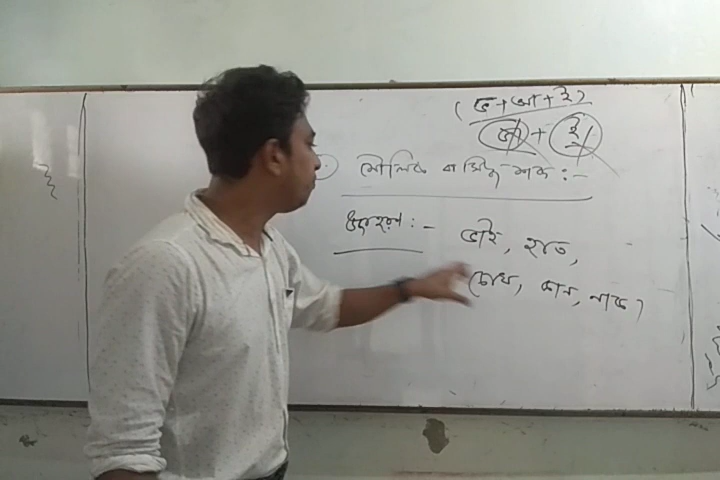 (ভ+আ+ই)
ভা + ই
মৌলিক বা সিদ্ধ শব্দ :-
উদাহরণ :- ভাই, হাত,
চোখ, কান, নাক,